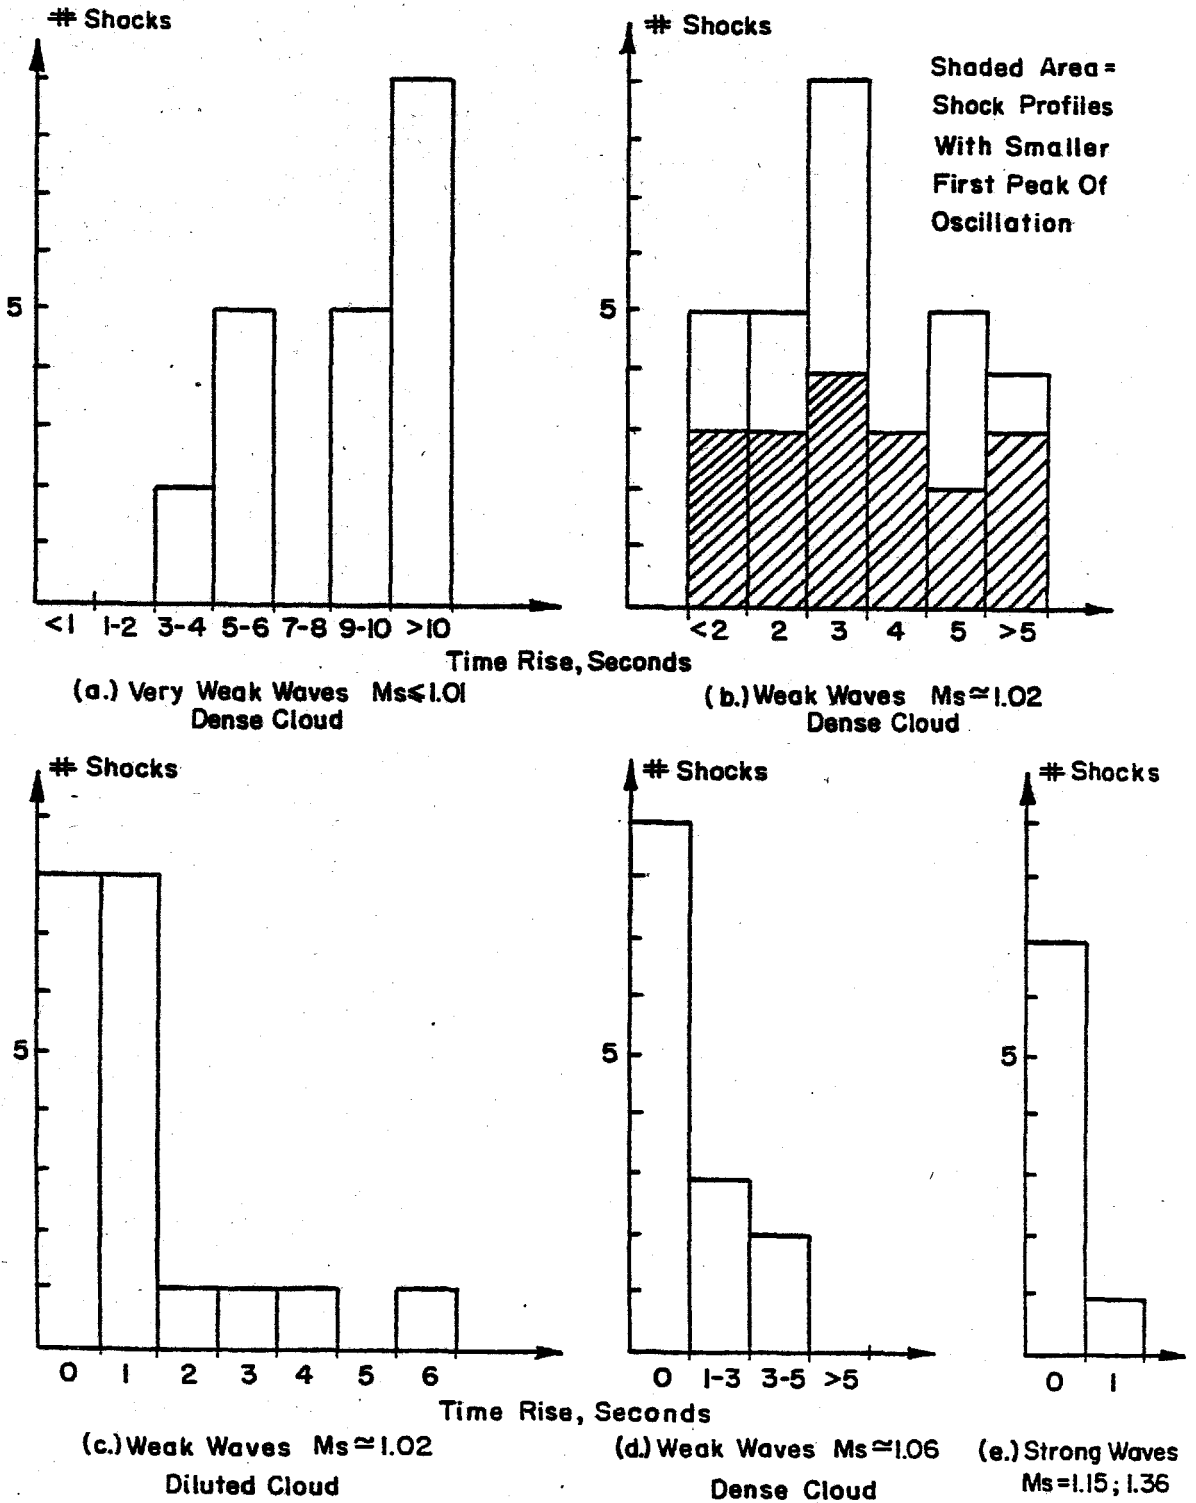 # Shocks
5
<1 1-2 3-4 5-6 7-8 9-10 >10
# Shocks
Shaded Area =
Shock Profiles
With Smaller
First Peak Of
Oscillation
5
<2 2 3 4 5 >5
Time Rise, Seconds
(a.) Very Weak Waves Ms⩽1.01
Dense Cloud
(b.) Weak Waves Ms≃1.02
Dense Cloud
# Shocks
5
0 1 2 3 4 5 6
# Shocks
5
0 1-3 3-5 >5
# Shocks
5
0 1
Time Rise, Seconds
(c.) Weak Waves Ms≃1.02
Diluted Cloud
(d.) Weak Waves Ms≃1.06
Dense Cloud
(e.) Strong Waves
Ms=1.15; 1.36